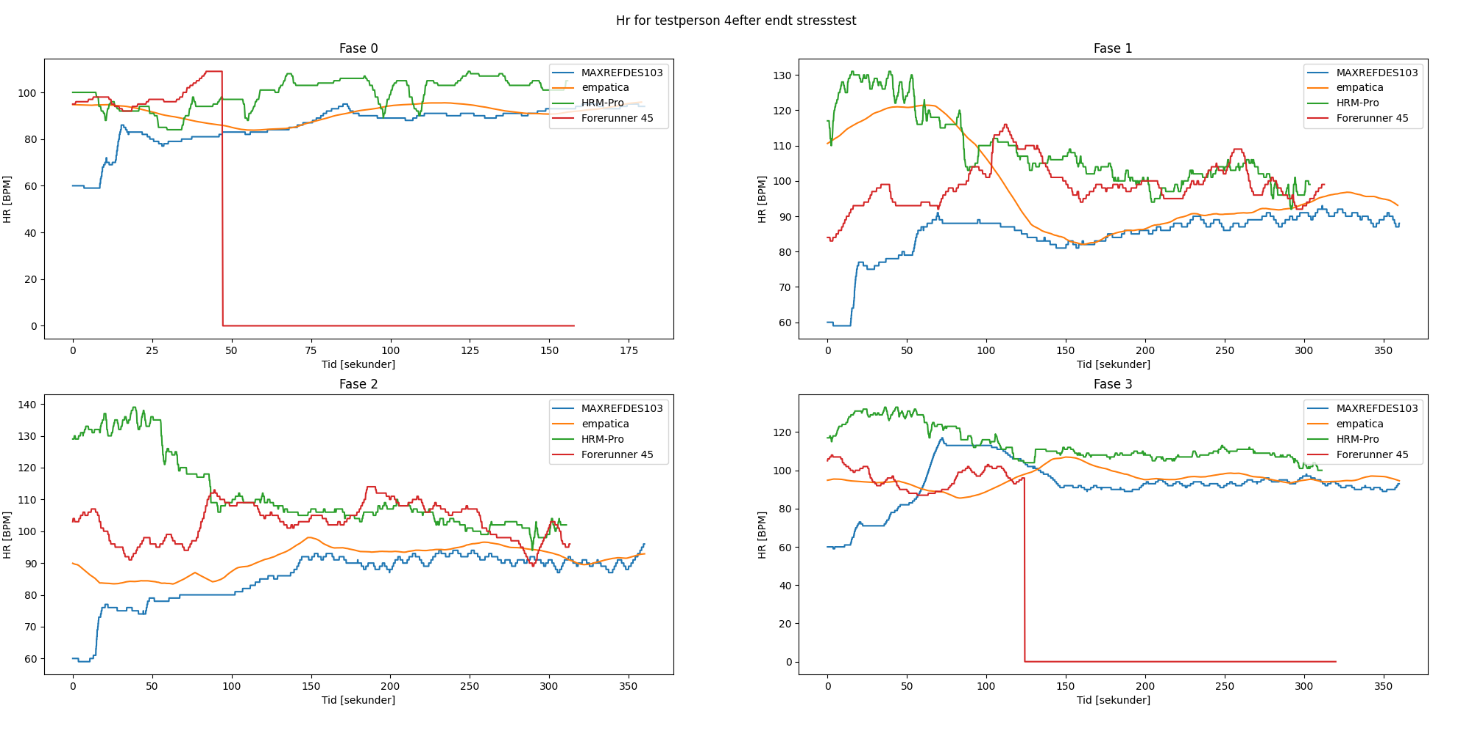 Hr for testperson 4efter endt stresstest
Fase 0
HR [BPM]
100
80
60
40
20
0
0 25 50 75 100 125 150 175
Tid [sekunder]
MAXREFDES103
empatica
HRM-Pro
Forerunner 45
Fase 1
HR [BPM]
130
120
110
100
90
80
70
60
0 50 100 150 200 250 300 350
Tid [sekunder]
MAXREFDES103
empatica
HRM-Pro
Forerunner 45
Fase 2
HR [BPM]
140
130
120
110
100
90
80
70
60
0 50 100 150 200 250 300 350
Tid [sekunder]
MAXREFDES103
empatica
HRM-Pro
Forerunner 45
Fase 3
HR [BPM]
120
100
80
60
40
20
0
0 50 100 150 200 250 300 350
Tid [sekunder]
MAXREFDES103
empatica
HRM-Pro
Forerunner 45